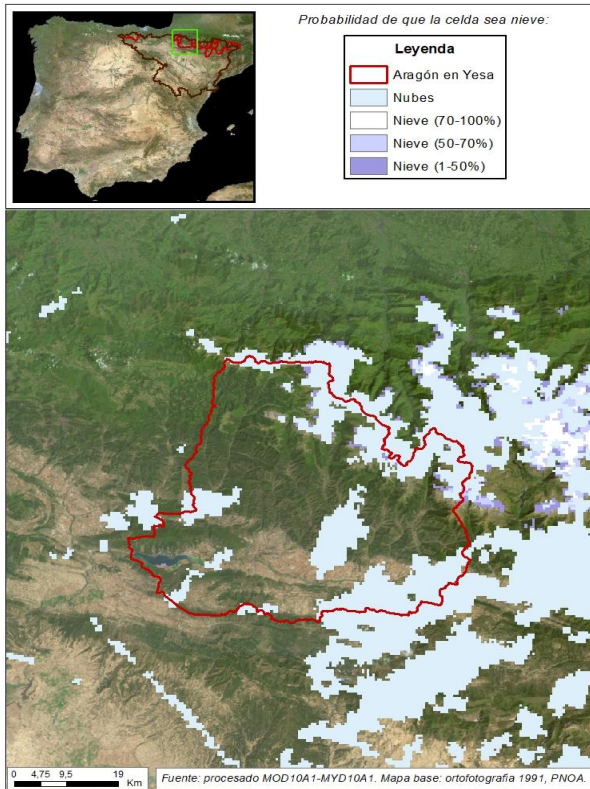 Probabilidad de que la celda sea nieve:
Leyenda
Aragón en Yesa
Nubes
Nieve (70-100%)
Nieve (50-70%)
Nieve (1-50%)
0 4,75 9,5 19
Km
Fuente: procesado MOD10A1-MYD10A1. Mapa base: ortofotografia 1991, PNOA.